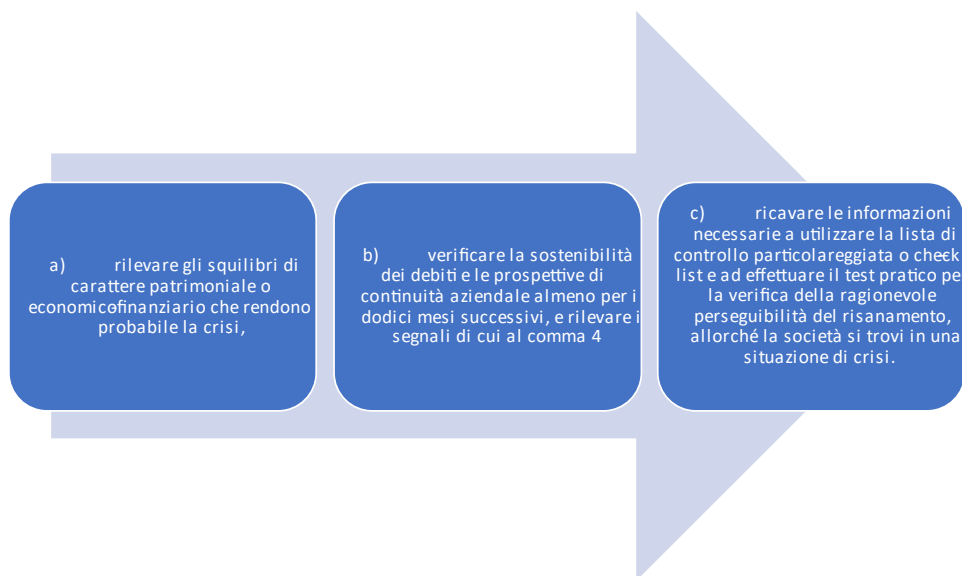 a) rilevare gli squilibri di
carattere patrimoniale o
economicofinanziario che rendono
probabile la crisi,
b) verificare la sostenibilità
dei debiti e le prospettive di
continuità aziendale almeno per i
dodici mesi successivi, e rilevare i
segnali di cui al comma 4
c) ricavare le informazioni
necessarie a utilizzare la lista di
controllo particolareggiata o check
list e ad effettuare il test pratico per
la verifica della ragionevole
perseguibilità del risanamento,
allorché la società si trovi in una
situazione di crisi.